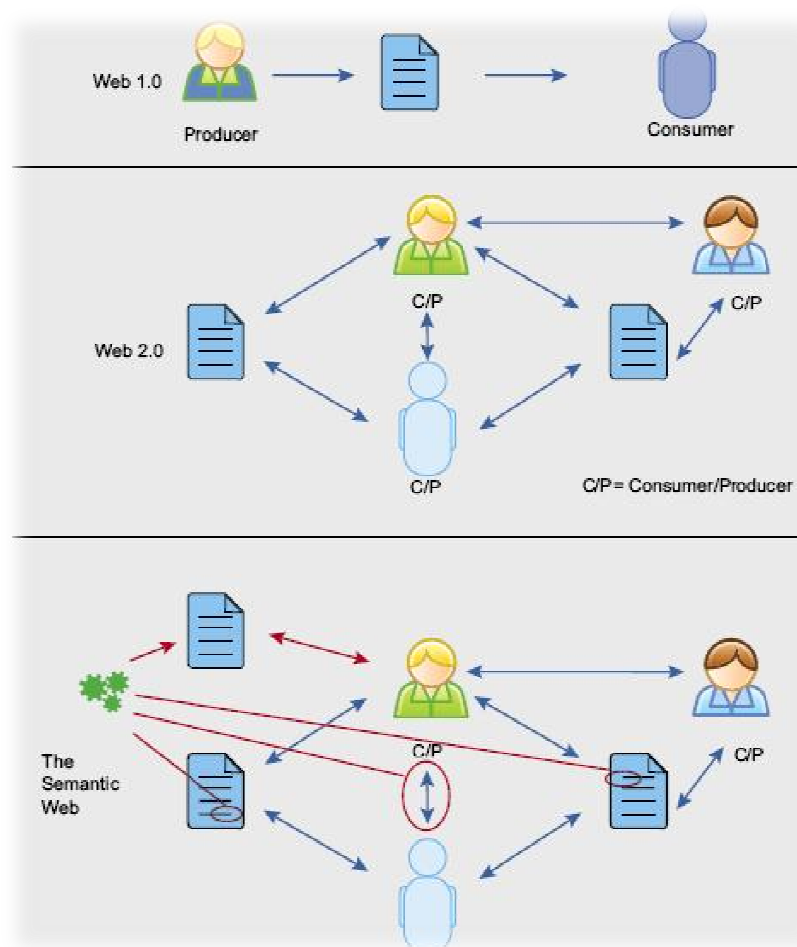 Web 1.0
Producer
Consumer
C/P
C/P
Web 2.0
C/P
C/P= Consumer/Producer
C/P
C/P
The
Semantic
Web